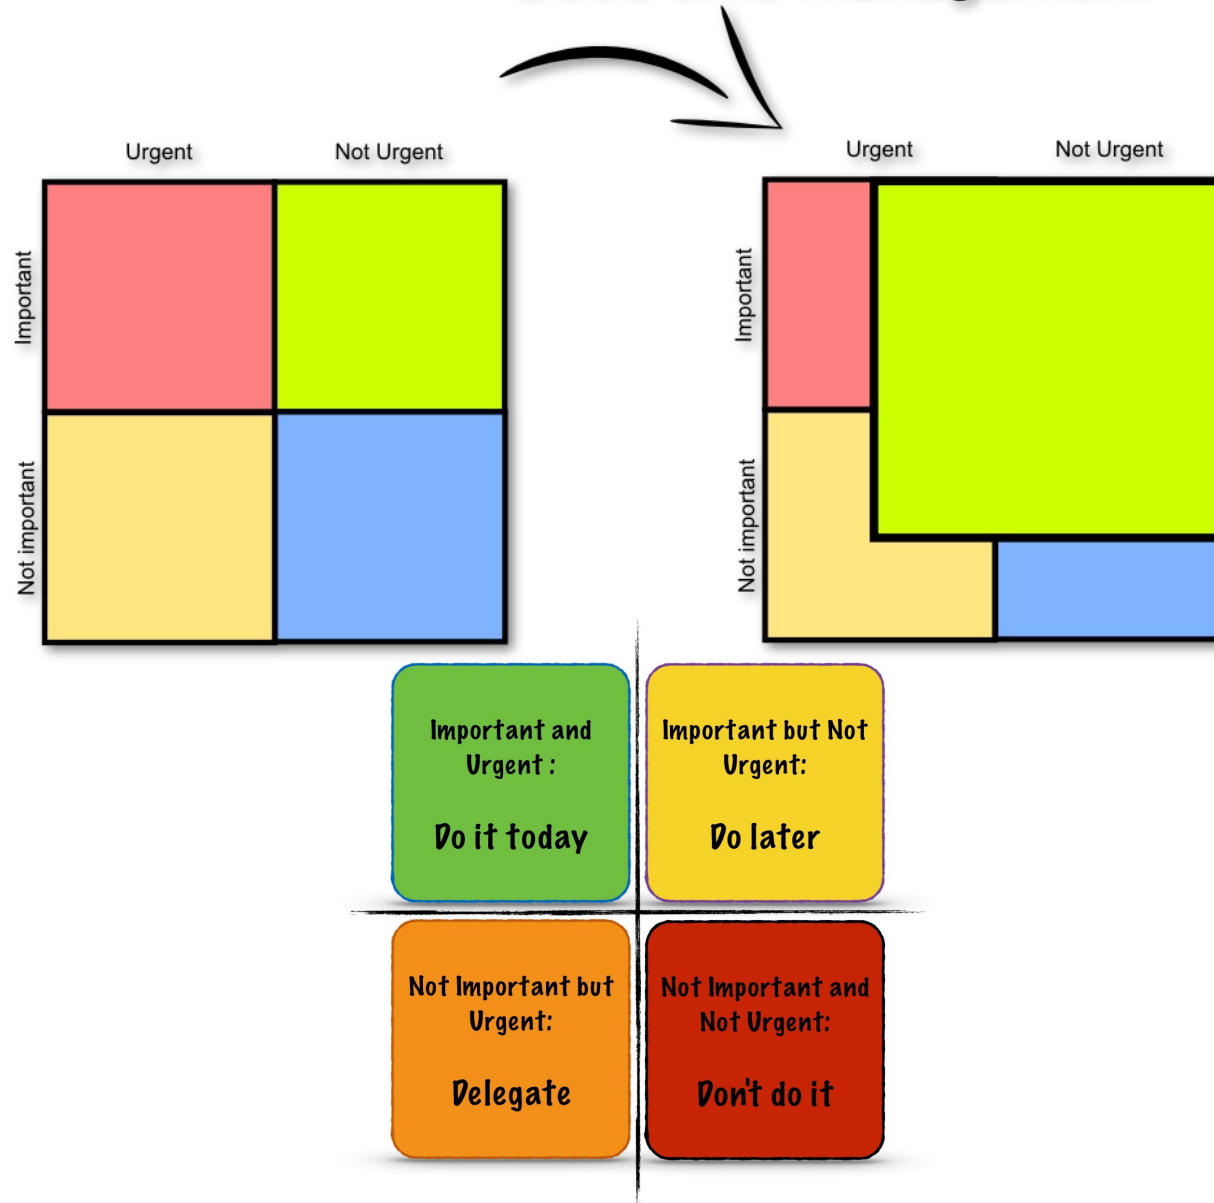 Urgent
Not Urgent
Important
Not important
Urgent
Not Urgent
Important
Not important
Important and
Urgent :
Do it today
Important but Not
Urgent:
Do later
Not Important but
Urgent:
Delegate
Not Important and
Not Urgent:
Don't do it